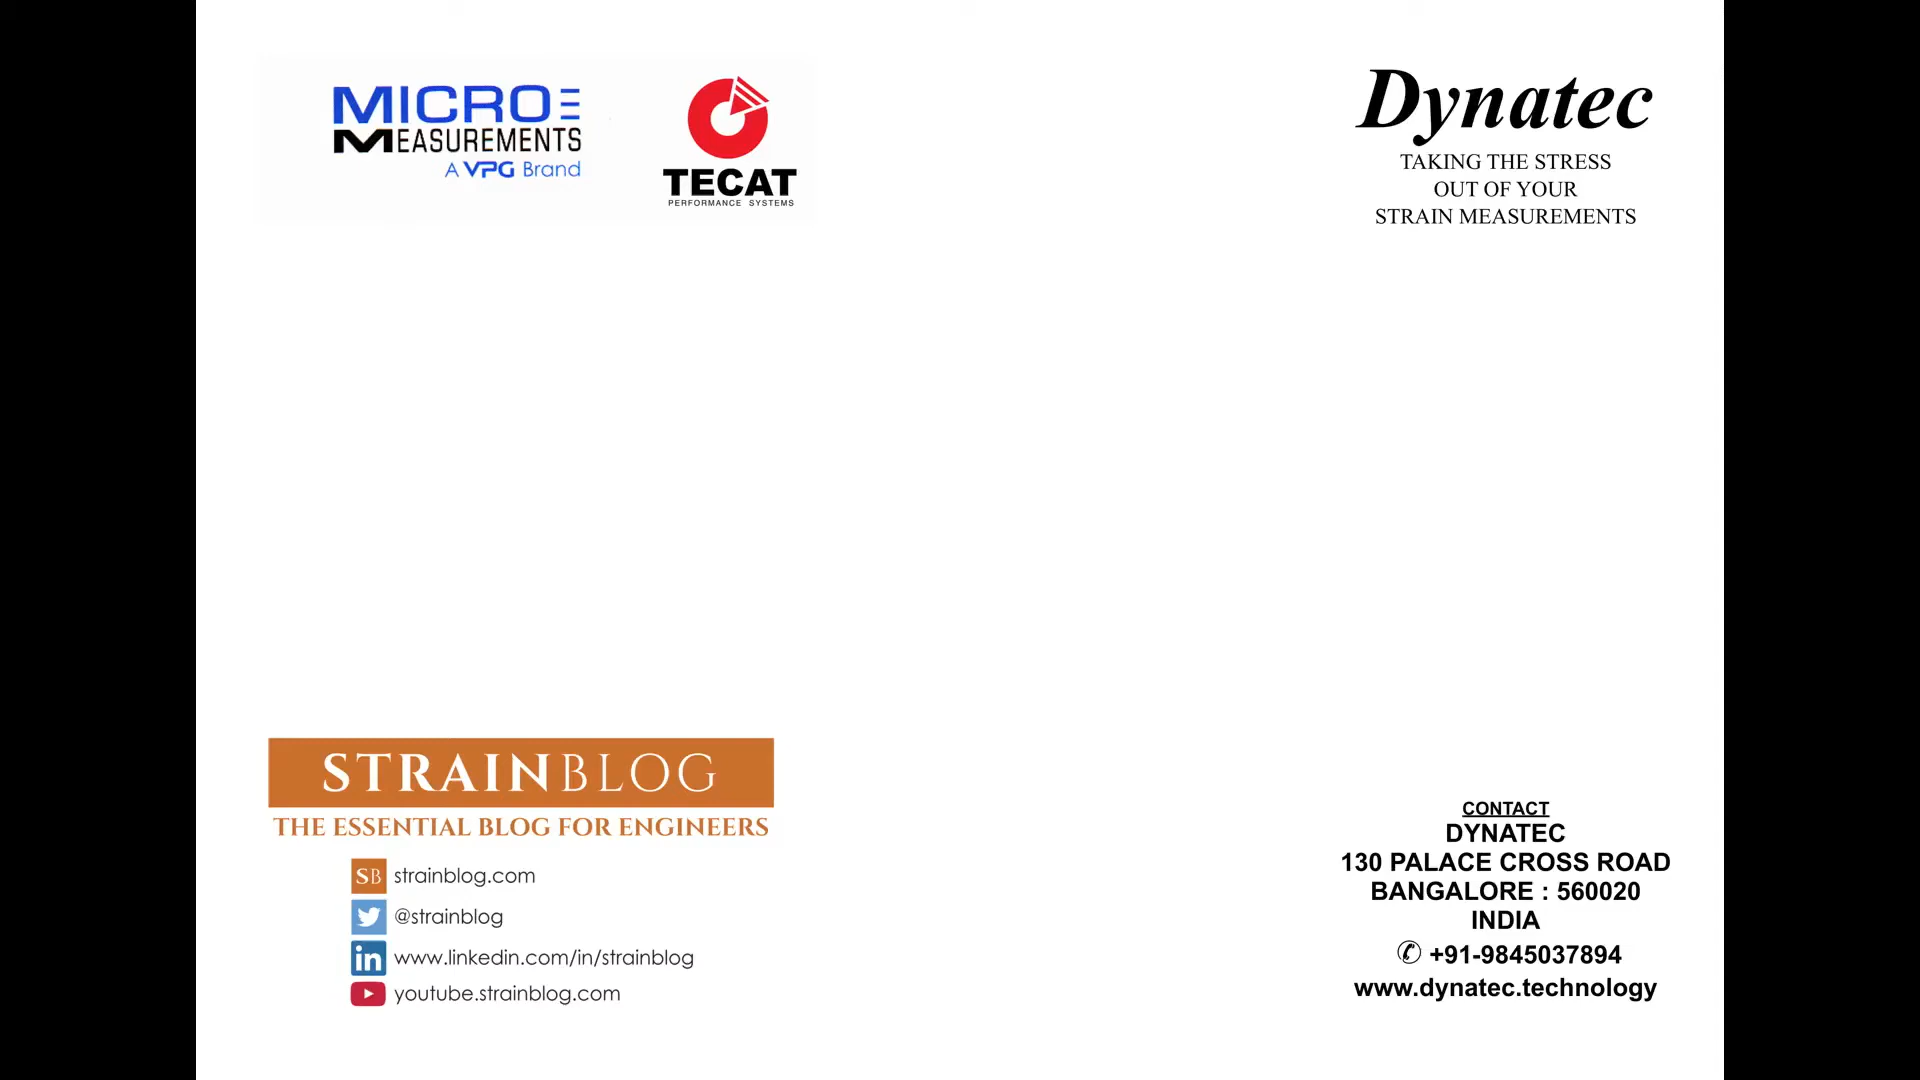 MICRO
MEASUREMENTS
A VPG Brand
TECAT
PERFORMANCE SYSTEMS
Dynatec
TAKING THE STRESS
OUT OF YOUR
STRAIN MEASUREMENTS
STRAINBLOG
THE ESSENTIAL BLOG FOR ENGINEERS
SB strainblog.com
@strainblog
in www.linkedin.com/in/strainblog
youtube.strainblog.com
CONTACT
DYNATEC
130 PALACE CROSS ROAD
BANGALORE : 560020
INDIA
✆ +91-9845037894
www.dynatec.technology